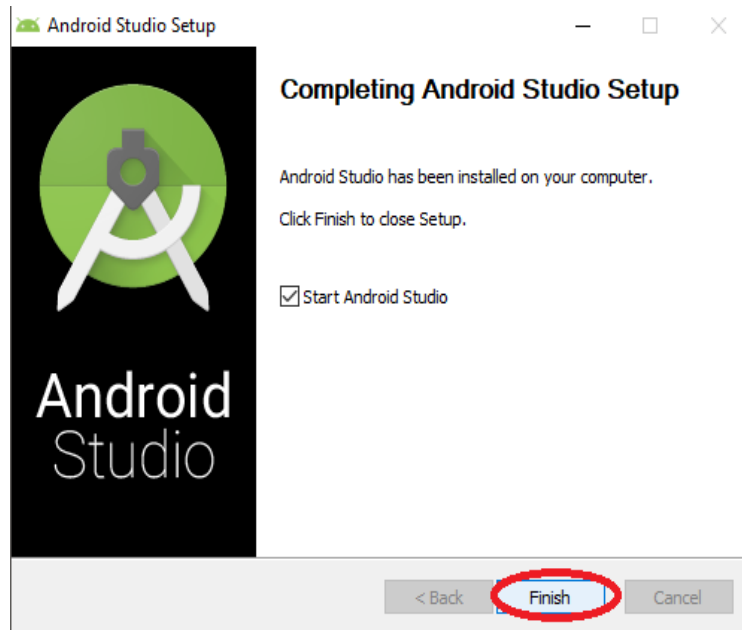 Android Studio Setup
Completing Android Studio Setup
Android Studio has been installed on your computer.
Click Finish to close Setup.
Start Android Studio
Android
Studio
< Back
Finish
Cancel